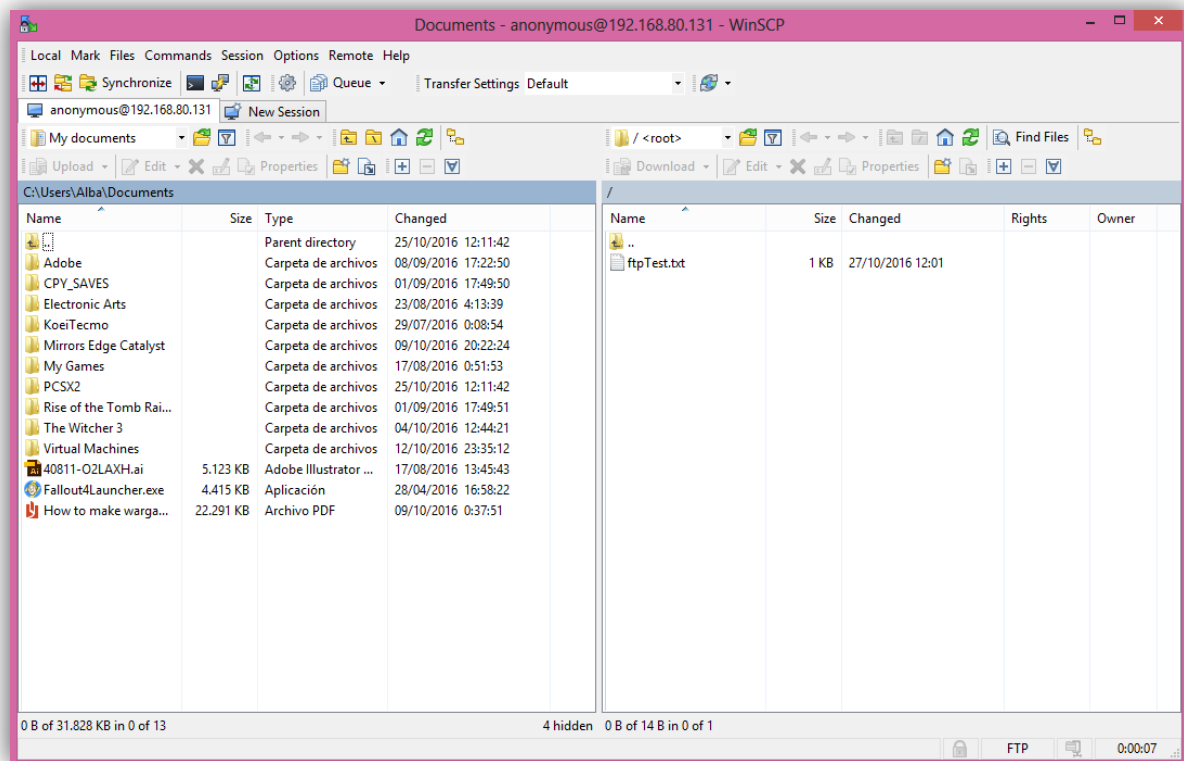 Documents - anonymous@192.168.80.131 - WinSCP
Local Mark Files Commands Session Options Remote Help
Synchronize Queue Transfer Settings Default
anonymous@192.168.80.131 New Session
My documents / <root> Find Files
Upload Edit Properties Download Edit Properties
C:\Users\Alba\Documents /
Name Size Type Changed Name Size Changed Rights Owner
.. Parent directory 25/10/2016 12:11:42 ..
Adobe Carpeta de archivos 08/09/2016 17:22:50 ftpTest.txt 1 KB 27/10/2016 12:01
CPY_SAVES Carpeta de archivos 01/09/2016 17:49:50
Electronic Arts Carpeta de archivos 23/08/2016 4:13:39
KoeiTecmo Carpeta de archivos 29/07/2016 0:08:54
Mirrors Edge Catalyst Carpeta de archivos 09/10/2016 20:22:24
My Games Carpeta de archivos 17/08/2016 0:51:53
PCSX2 Carpeta de archivos 25/10/2016 12:11:42
Rise of the Tomb Rai... Carpeta de archivos 01/09/2016 17:49:51
The Witcher 3 Carpeta de archivos 04/10/2016 12:44:21
Virtual Machines Carpeta de archivos 12/10/2016 23:35:12
40811-O2LAXH.ai 5.123 KB Adobe Illustrator ... 17/08/2016 13:45:43
Fallout4Launcher.exe 4.415 KB Aplicación 28/04/2016 16:58:22
How to make warga... 22.291 KB Archivo PDF 09/10/2016 0:37:51
0 B of 31.828 KB in 0 of 13 4 hidden 0 B of 14 B in 0 of 1
FTP 0:00:07